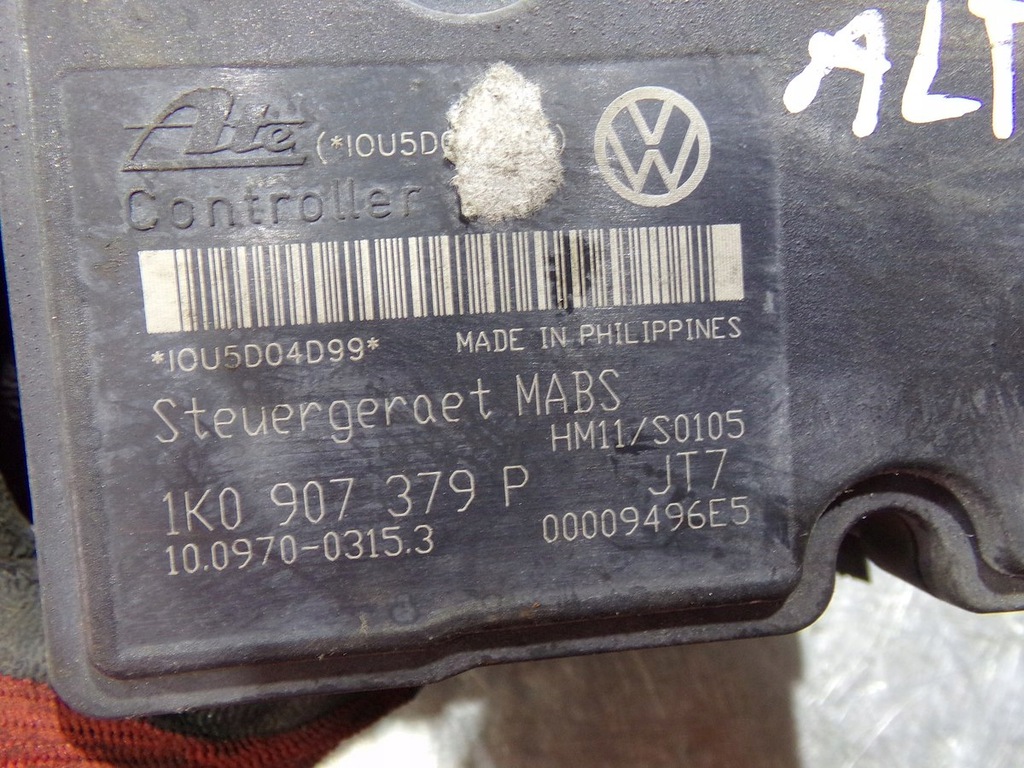 ALT
Ate (*IOU5D
Controller
*IOU5D04D99* MADE IN PHILIPPINES
Steuergeraet MABS
HM11/S0105
1K0 907 379 P JT7
10.0970-0315.3 00009496E5